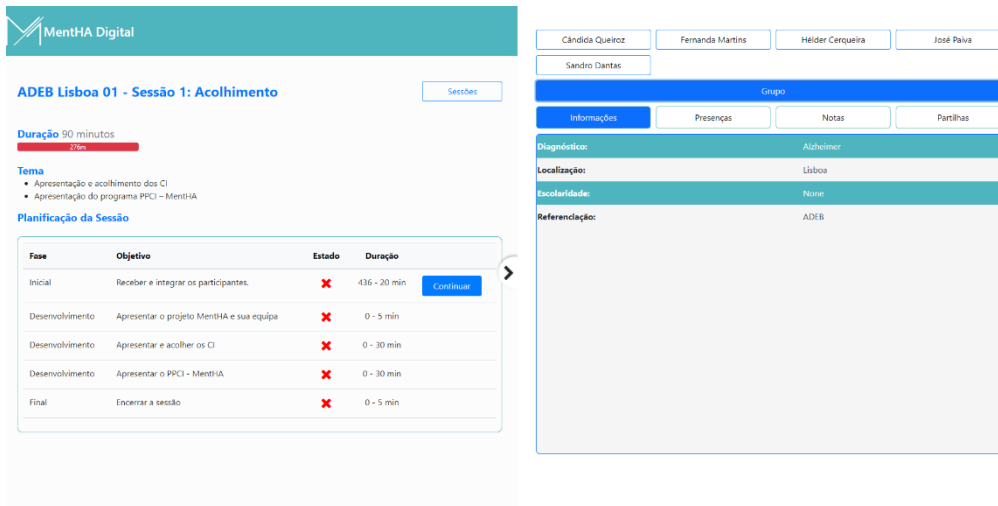 MentHA Digital
ADEB Lisboa 01 - Sessão 1: Acolhimento
Sessões
Duração 90 minutos
276m
Tema
• Apresentação e acolhimento dos CI
• Apresentação do programa PPCI – MentHA
Planificação da Sessão
Fase Objetivo Estado Duração
Inicial Receber e integrar os participantes. 436 - 20 min Continuar
Desenvolvimento Apresentar o projeto MentHA e sua equipa 0 - 5 min
Desenvolvimento Apresentar e acolher os CI 0 - 30 min
Desenvolvimento Apresentar o PPCI - MentHA 0 - 30 min
Final Encerrar a sessão 0 - 5 min
Cândida Queiroz Fernanda Martins Hélder Cerqueira José Paiva
Sandro Dantas
Grupo
Informações Presenças Notas Partilhas
Diagnóstico: Alzheimer
Localização: Lisboa
Escolaridade: None
Referenciação: ADEB